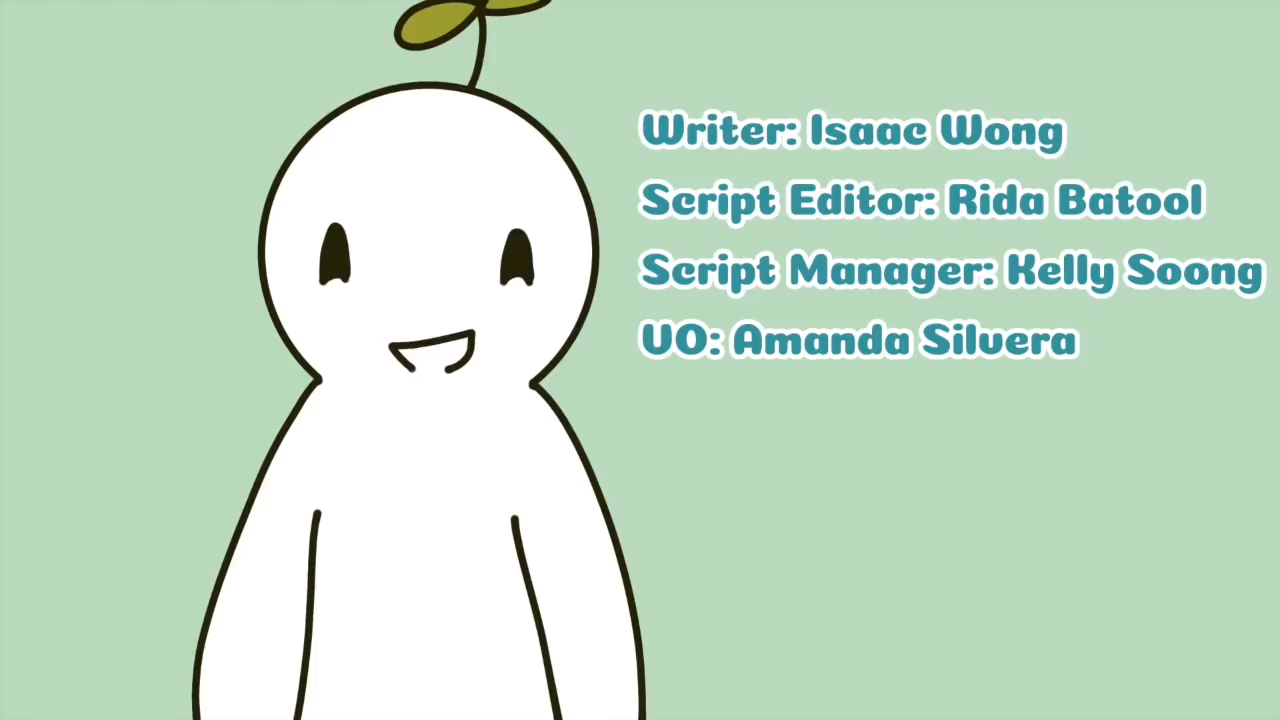 Writer: Isaac Wong
Script Editor: Rida Batool
Script Manager: Kelly Soong
VO: Amanda Silvera